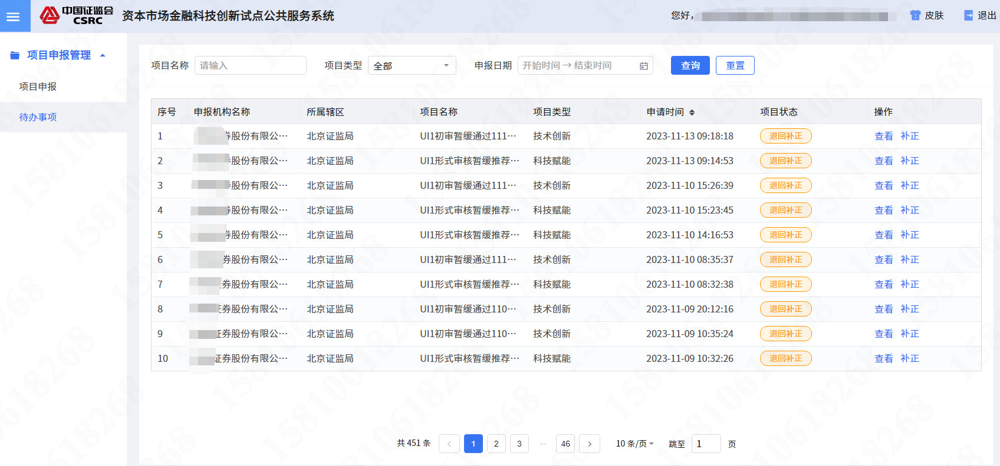 中国证监会
CSRC
资本市场金融科技创新试点公共服务系统
您好，
皮肤
退出
项目申报管理
项目申报
待办事项
项目名称 请输入 项目类型 全部 申报日期 开始时间 → 结束时间 查询 重置
序号 申报机构名称 所属辖区 项目名称 项目类型 申请时间 项目状态 操作
1 券股份有限公… 北京证监局 UI1初审暂缓通过111… 技术创新 2023-11-13 09:18:18 退回补正 查看 补正
2 股份有限公… 北京证监局 UI1形式审核暂缓推荐… 科技赋能 2023-11-13 09:14:53 退回补正 查看 补正
3 股份有限公… 北京证监局 UI1初审暂缓通过111… 技术创新 2023-11-10 15:26:39 退回补正 查看 补正
4 券股份有限公… 北京证监局 UI1形式审核暂缓推荐… 科技赋能 2023-11-10 15:23:45 退回补正 查看 补正
5 券股份有限公… 北京证监局 UI1形式审核暂缓推荐… 科技赋能 2023-11-10 14:16:53 退回补正 查看 补正
6 券股份有限公… 北京证监局 UI1初审暂缓通过111… 技术创新 2023-11-10 08:35:37 退回补正 查看 补正
7 券股份有限公… 北京证监局 UI1形式审核暂缓推荐… 科技赋能 2023-11-10 08:32:38 退回补正 查看 补正
8 证券股份有限公… 北京证监局 UI1初审暂缓通过110… 技术创新 2023-11-09 20:12:16 退回补正 查看 补正
9 证券股份有限公… 北京证监局 UI1初审暂缓通过110… 技术创新 2023-11-09 10:35:24 退回补正 查看 补正
10 证券股份有限公… 北京证监局 UI1形式审核暂缓推荐… 科技赋能 2023-11-09 10:32:26 退回补正 查看 补正
共 451 条 < 1 2 3 … 46 > 10 条/页 跳至 1 页
15810618268